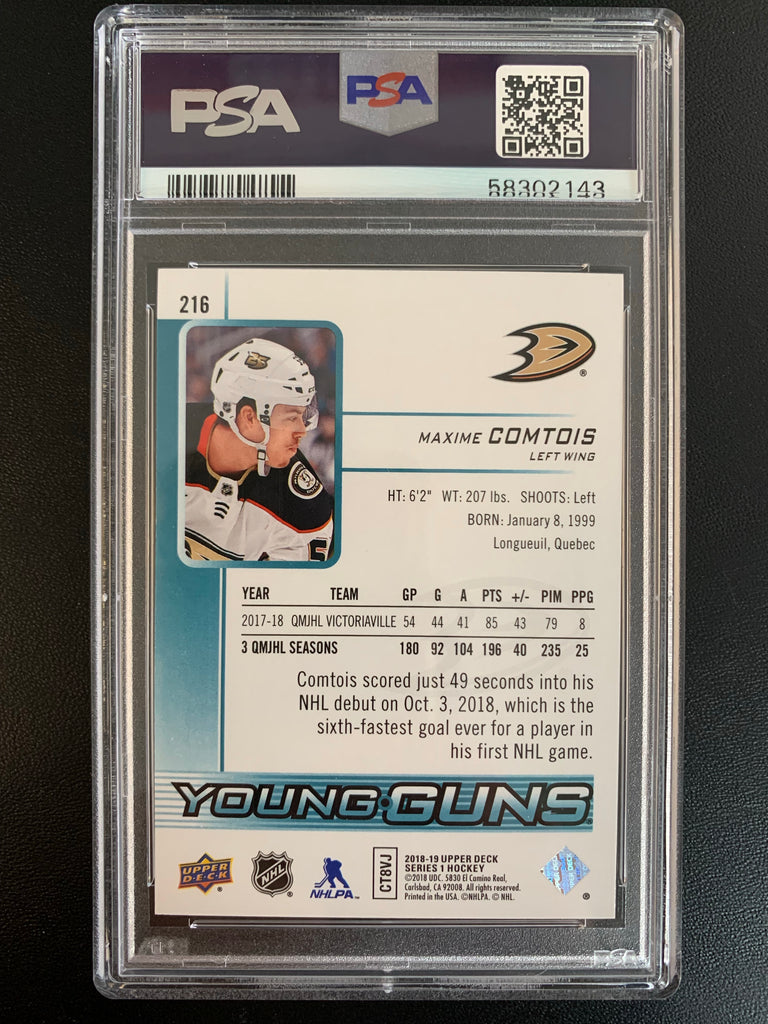 PSA
PSA
58302143
216
MAXIME COMTOIS
LEFT WING
HT: 6'2" WT: 207 lbs. SHOOTS: Left
BORN: January 8, 1999
Longueuil, Quebec
YEAR TEAM GP G A PTS +/- PIM PPG
2017-18 QMJHL VICTORIAVILLE 54 44 41 85 43 79 8
3 QMJHL SEASONS 180 92 104 196 40 235 25
Comtois scored just 49 seconds into his
NHL debut on Oct. 3, 2018, which is the
sixth-fastest goal ever for a player in
his first NHL game.
YOUNG•GUNS®
UPPER
D·E·C·K
NHL
NHLPA
CT8VJ
2018-19 UPPER DECK
SERIES 1 HOCKEY
©2018 UDC. 5830 El Camino Real,
Carlsbad, CA 92008. All rights reserved.
Printed in the USA. ©NHLPA. © NHL.